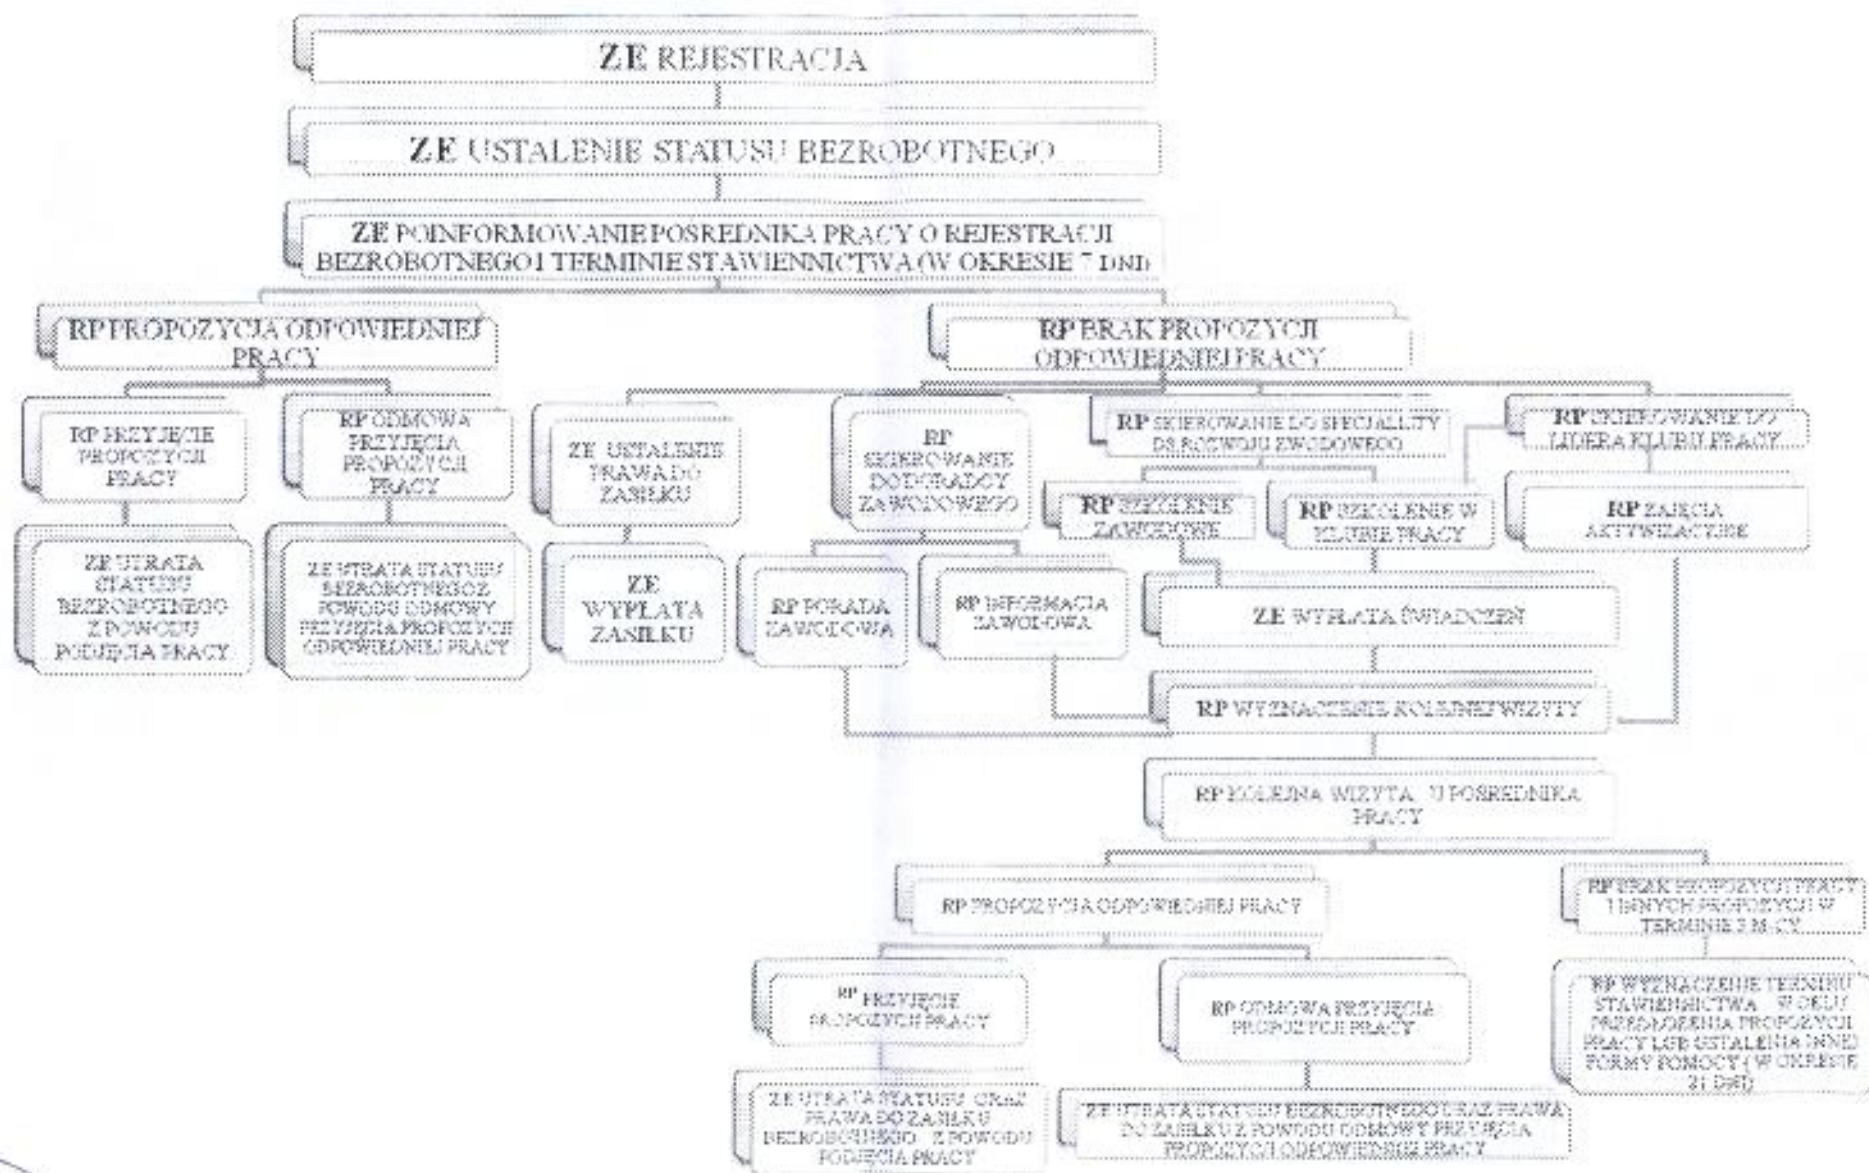 ZE REJESTRACJA
ZE USTALENIE STATUSU BEZROBOTNEGO
ZE POINFORMOWANIE POŚREDNIKA PRACY O REJESTRACJI
BEZROBOTNEGO I TERMINIE STAWIENNICTWA (W OKRESIE 7 DNI)
RP PROPOZYCJA ODPOWIEDNIEJ
PRACY
RP BRAK PROPOZYCJI
ODPOWIEDNIEJ PRACY
RP PRZYJĘCIE
PROPOZYCJI
PRACY
RP ODMOWA
PRZYJĘCIA
PROPOZYCJI
PRACY
ZE USTALENIE
PRAWA DO
ZASIŁKU
RP
SKIEROWANIE
DO DORADCY
ZAWODOWEGO
RP SKIEROWANIE DO SPECJALLITY
DS ROZWOJU ZWODOWEGO
RP SKIEROWANIE DO
LIDERA KLUBU PRACY
RP SZKOLENIE
ZAWODOWE
RP SZKOLENIE W
KLUBIE PRACY
RP ZAJĘCIA
AKTYWIZACYJNE
ZE UTRATA
STATUSU
BEZROBOTNEGO
Z POWODU
PODJĘCIA PRACY
ZE UTRATA STATUSU
BEZROBOTNEGO Z
POWODU ODMOWY
PRZYJĘCIA PROPOZYCJI
ODPOWIEDNIEJ PRACY
ZE
WYPŁATA
ZASIŁKU
RP PORADA
ZAWODOWA
RP INFORMACJA
ZAWODOWA
ZE WYPŁATA ŚWIADCZEŃ
RP WYZNACZENIE KOLEJNEJ WIZYTY
RP KOLEJNA WIZYTA U POŚREDNIKA
PRACY
RP PROPOZYCJA ODPOWIEDNIEJ PRACY
RP BRAK PROPOZYCJI PRACY
I INNYCH PROPOZYCJI W
TERMINIE 3 M-CY
RP PRZYJĘCIE
PROPOZYCJI PRACY
RP ODMOWA PRZYJĘCIA
PROPOZYCJI PRACY
RP WYZNACZENIE TERMINU
STAWIENNICTWA W CELU
PRZEDŁOŻENIA PROPOZYCJI
PRACY LUB USTALENIA INNEJ
FORMY POMOCY (W OKRESIE
21 DNI)
ZE UTRATA STATUSU ORAZ
PRAWA DO ZASIŁKU
BEZROBOTNEGO Z POWODU
PODJĘCIA PRACY
ZE UTRATA STATUSU BEZROBOTNEGO ORAZ PRAWA
DO ZASIŁKU Z POWODU ODMOWY PRZYJĘCIA
PROPOZYCJI ODPOWIEDNIEJ PRACY